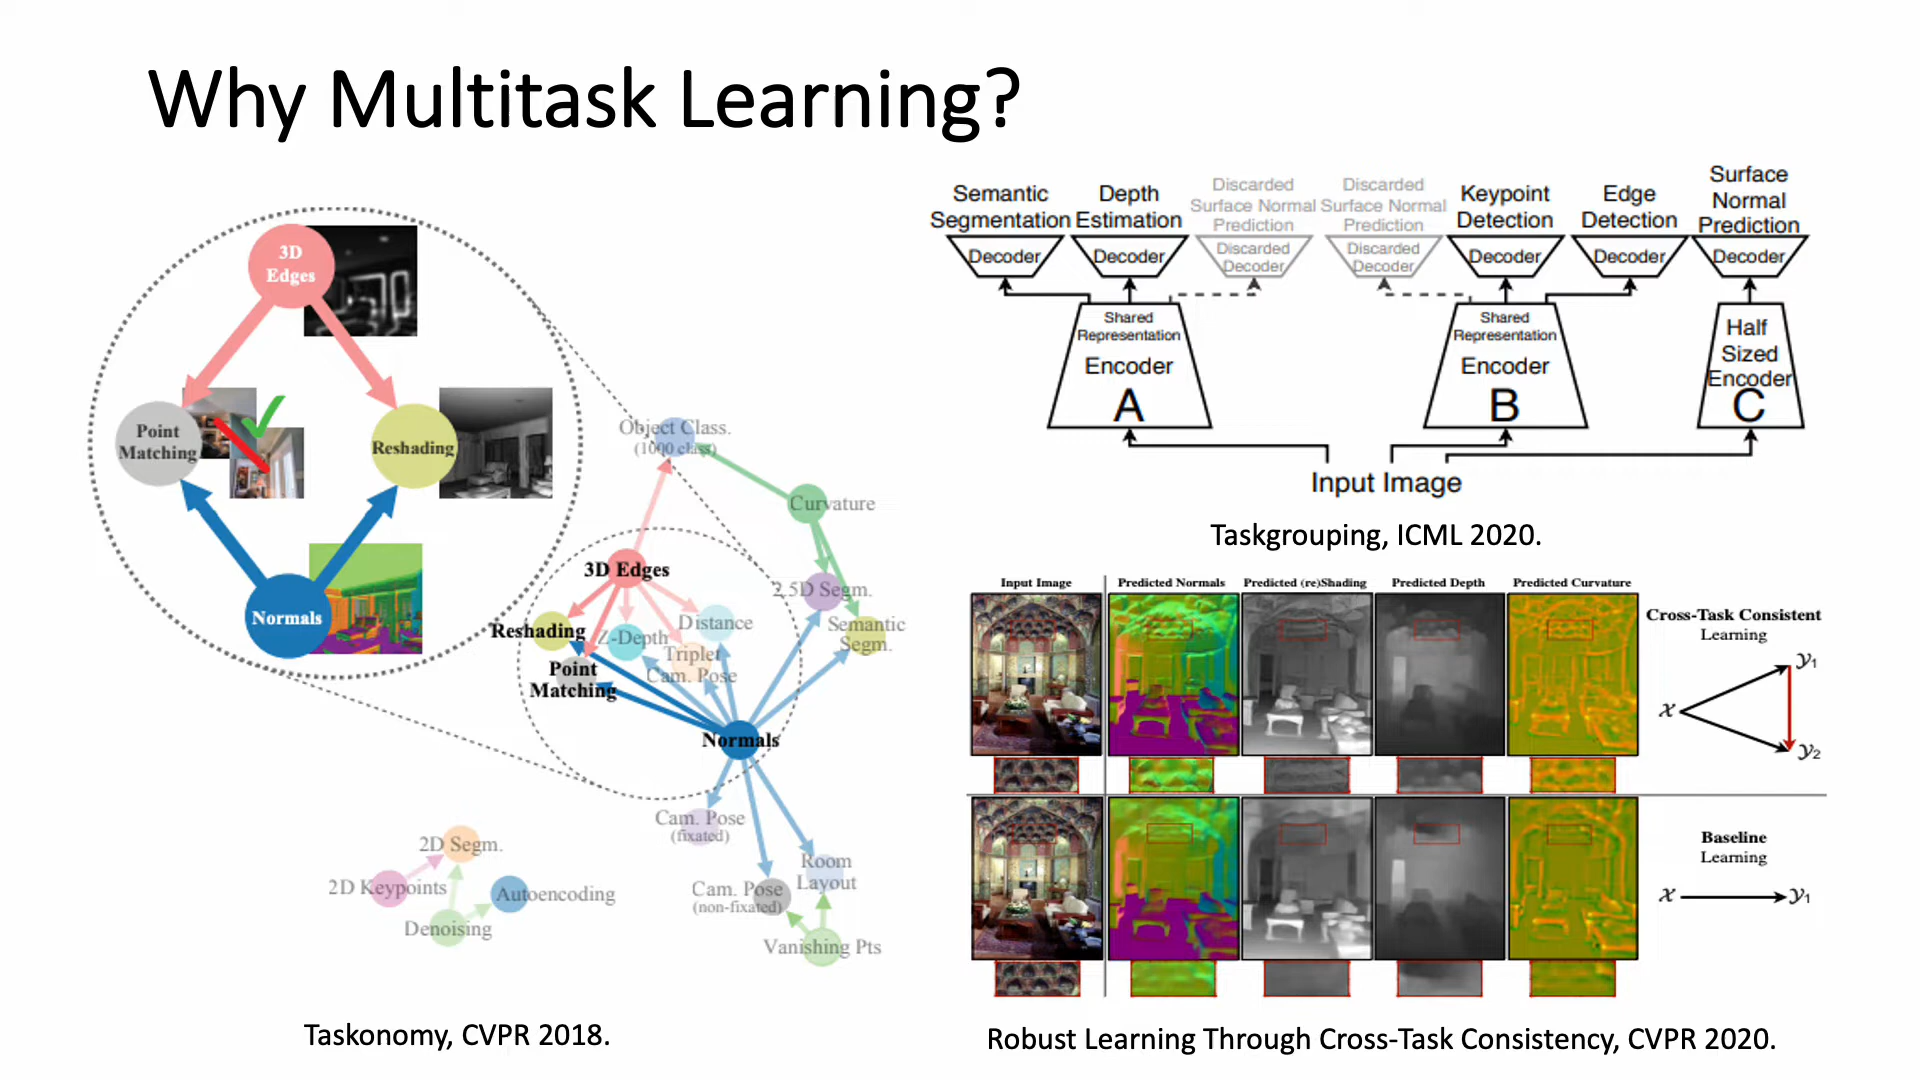 Why Multitask Learning?
3D
Edges
Point
Matching
Reshading
Normals
Object Class.
(1000 class)
Curvature
3D Edges
2.5D Segm.
Semantic
Segm.
Reshading
Z-Depth
Distance
Triplet
Cam. Pose
Point
Matching
Normals
Cam. Pose
(fixated)
Room
Layout
Cam. Pose
(non-fixated)
Vanishing Pts
2D Segm.
2D Keypoints
Autoencoding
Denoising
Taskonomy, CVPR 2018.
Semantic
Segmentation
Depth
Estimation
Discarded
Surface Normal
Prediction
Discarded
Surface Normal
Prediction
Keypoint
Detection
Edge
Detection
Surface
Normal
Prediction
Decoder
Decoder
Discarded
Decoder
Discarded
Decoder
Decoder
Decoder
Decoder
Shared
Representation
Encoder
A
Shared
Representation
Encoder
B
Half
Sized
Encoder
C
Input Image
Taskgrouping, ICML 2020.
Input Image
Predicted Normals
Predicted (re)Shading
Predicted Depth
Predicted Curvature
Cross-Task Consistent
Learning
𝒳
𝒴1
𝒴2
Baseline
Learning
𝒳
𝒴1
Robust Learning Through Cross-Task Consistency, CVPR 2020.